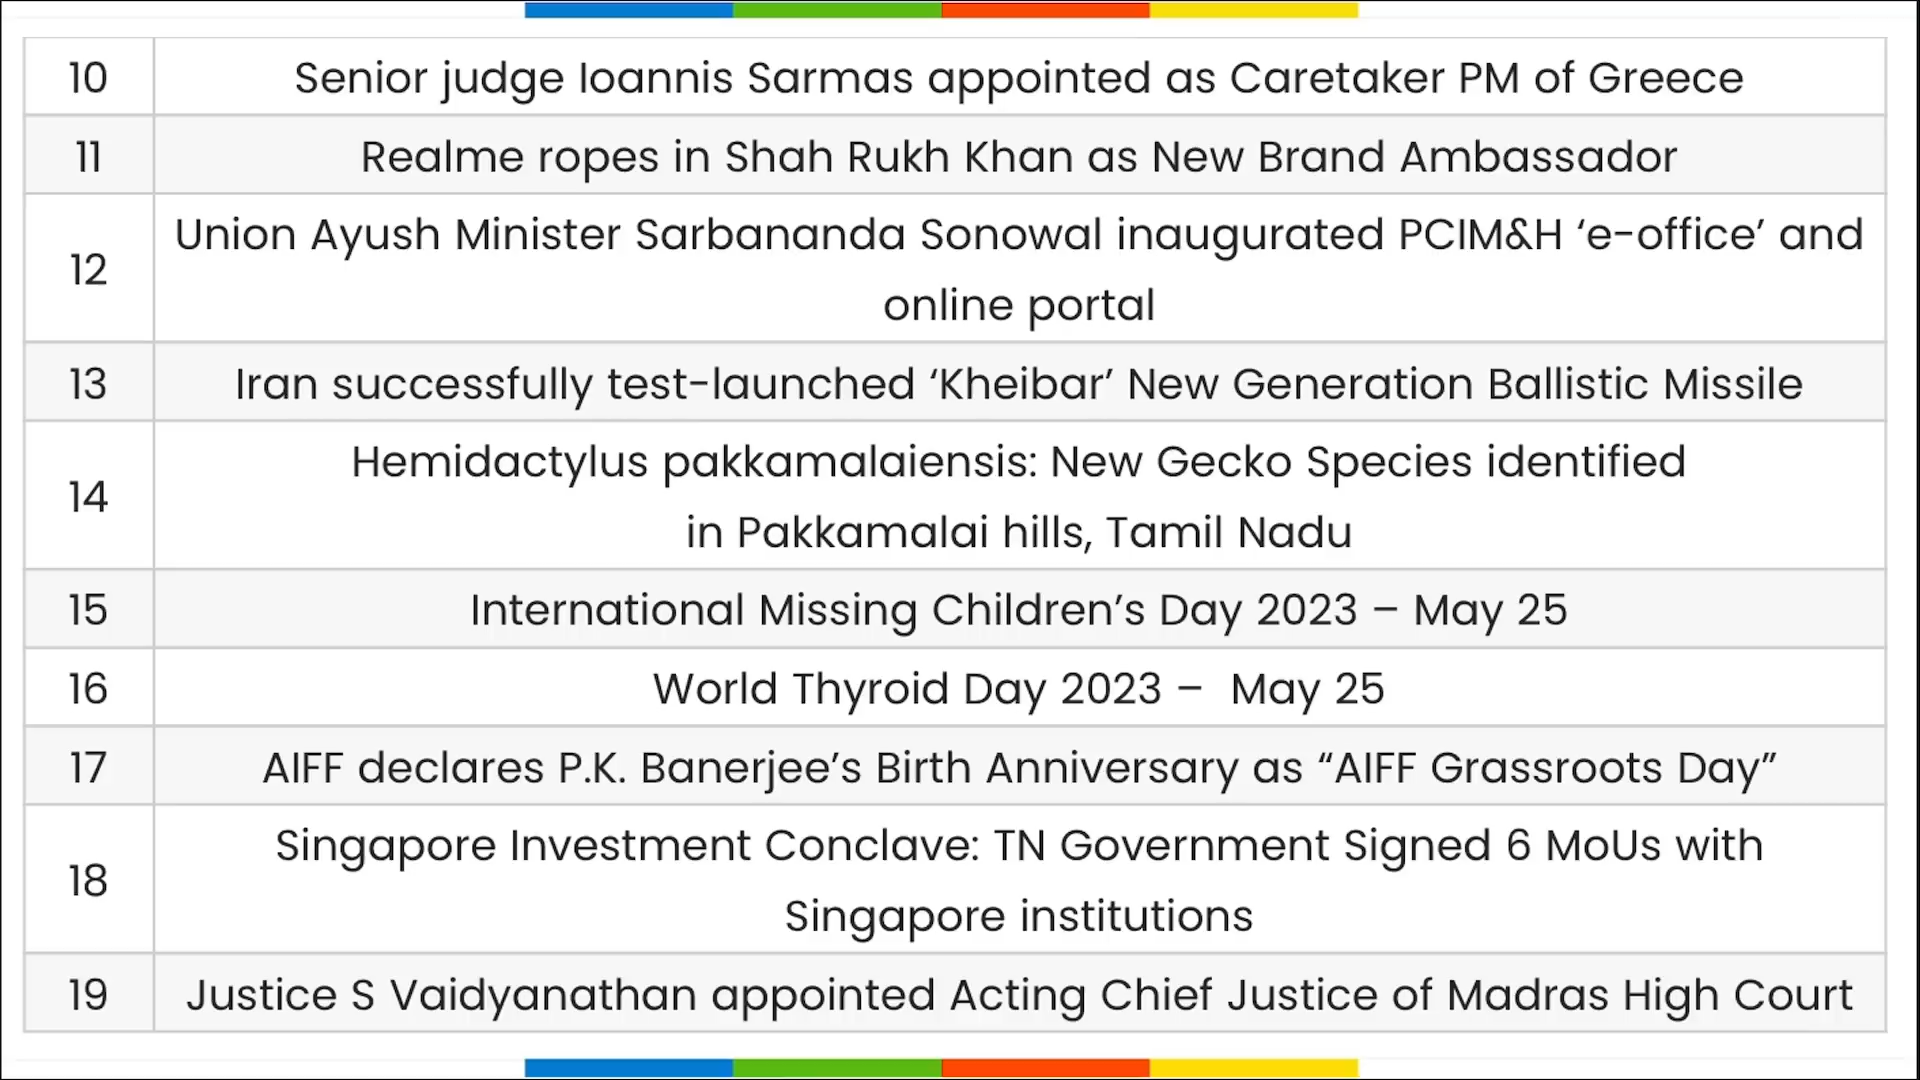 10 Senior judge Ioannis Sarmas appointed as Caretaker PM of Greece
11 Realme ropes in Shah Rukh Khan as New Brand Ambassador
12 Union Ayush Minister Sarbananda Sonowal inaugurated PCIM&H ‘e-office’ and
online portal
13 Iran successfully test-launched ‘Kheibar’ New Generation Ballistic Missile
14 Hemidactylus pakkamalaiensis: New Gecko Species identified
in Pakkamalai hills, Tamil Nadu
15 International Missing Children’s Day 2023 – May 25
16 World Thyroid Day 2023 – May 25
17 AIFF declares P.K. Banerjee’s Birth Anniversary as “AIFF Grassroots Day”
18 Singapore Investment Conclave: TN Government Signed 6 MoUs with
Singapore institutions
19 Justice S Vaidyanathan appointed Acting Chief Justice of Madras High Court